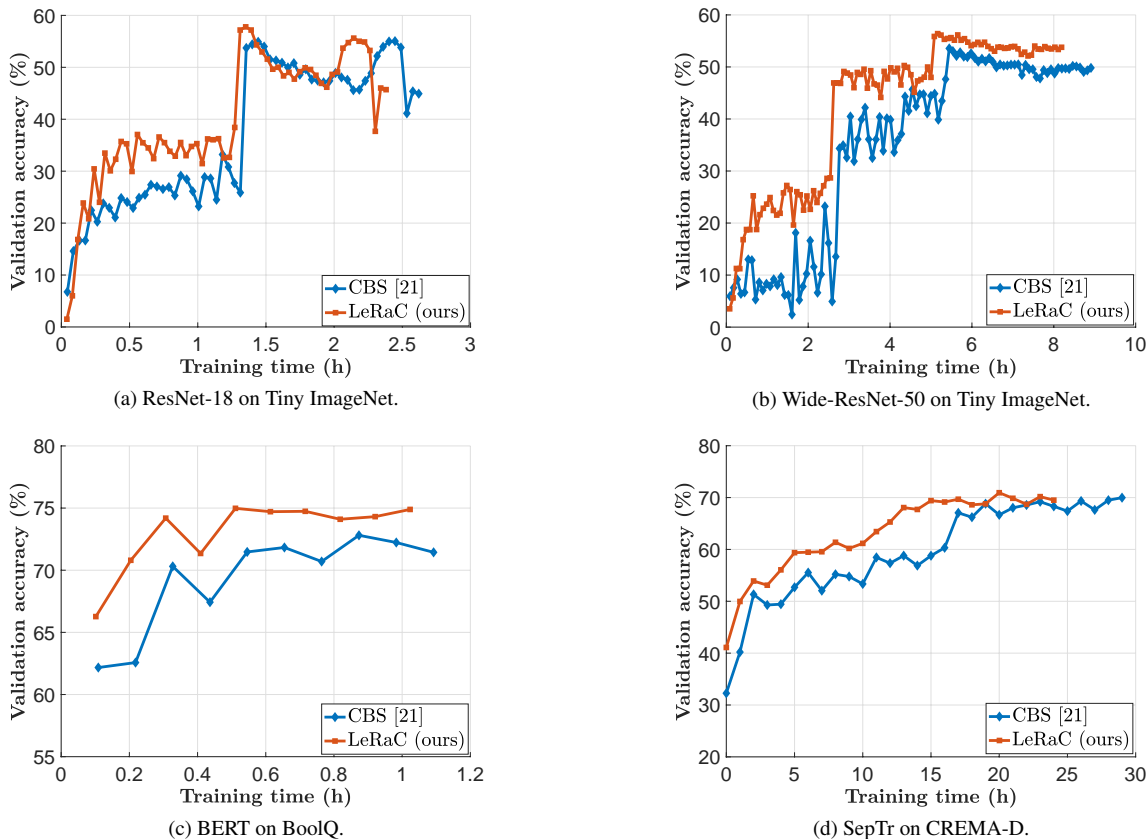 60
50
40
30
20
10
0
Validation accuracy (%)
CBS [21]
LeRaC (ours)
0 0.5 1 1.5 2 2.5 3
Training time (h)
(a) ResNet-18 on Tiny ImageNet.
60
50
40
30
20
10
0
Validation accuracy (%)
CBS [21]
LeRaC (ours)
0 2 4 6 8 10
Training time (h)
(b) Wide-ResNet-50 on Tiny ImageNet.
80
75
70
65
60
55
Validation accuracy (%)
CBS [21]
LeRaC (ours)
0 0.2 0.4 0.6 0.8 1 1.2
Training time (h)
(c) BERT on BoolQ.
80
70
60
50
40
30
20
Validation accuracy (%)
CBS [21]
LeRaC (ours)
0 5 10 15 20 25 30
Training time (h)
(d) SepTr on CREMA-D.